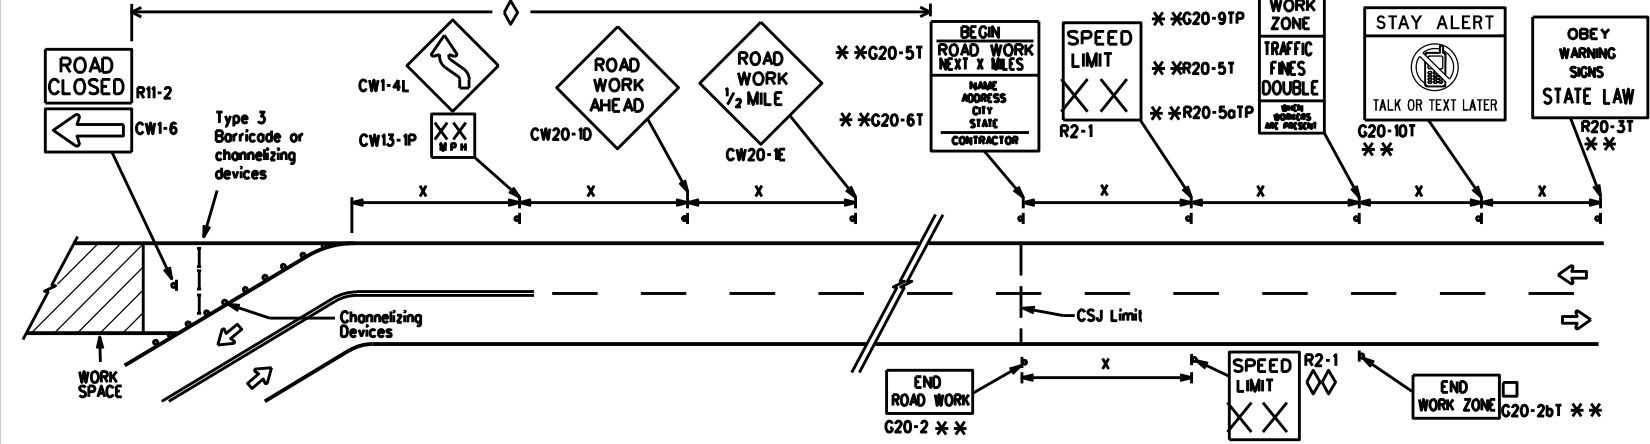 ROAD
CLOSED
R11-2
CW1-6
Type 3
Barricade or
channelizing
devices
CW1-4L
XX
MPH
CW13-1P
ROAD
WORK
AHEAD
CW20-1D
ROAD
WORK
1/2 MILE
CW20-1E
* *G20-5T
* *G20-6T
BEGIN
ROAD WORK
NEXT X MILES
NAME
ADDRESS
CITY
STATE
CONTRACTOR
SPEED
LIMIT
XX
R2-1
* *G20-9TP
* *R20-5T
* *R20-5aTP
WORK
ZONE
TRAFFIC
FINES
DOUBLE
WHEN
WORKERS
ARE PRESENT
STAY ALERT
TALK OR TEXT LATER
G20-10T
* *
OBEY
WARNING
SIGNS
STATE LAW
R20-3T
* *
X
X
X
X
X
X
X
Channelizing
Devices
WORK
SPACE
CSJ Limit
END
ROAD WORK
G20-2 * *
X
SPEED
LIMIT
XX
R2-1
END
WORK ZONE
G20-2bT * *